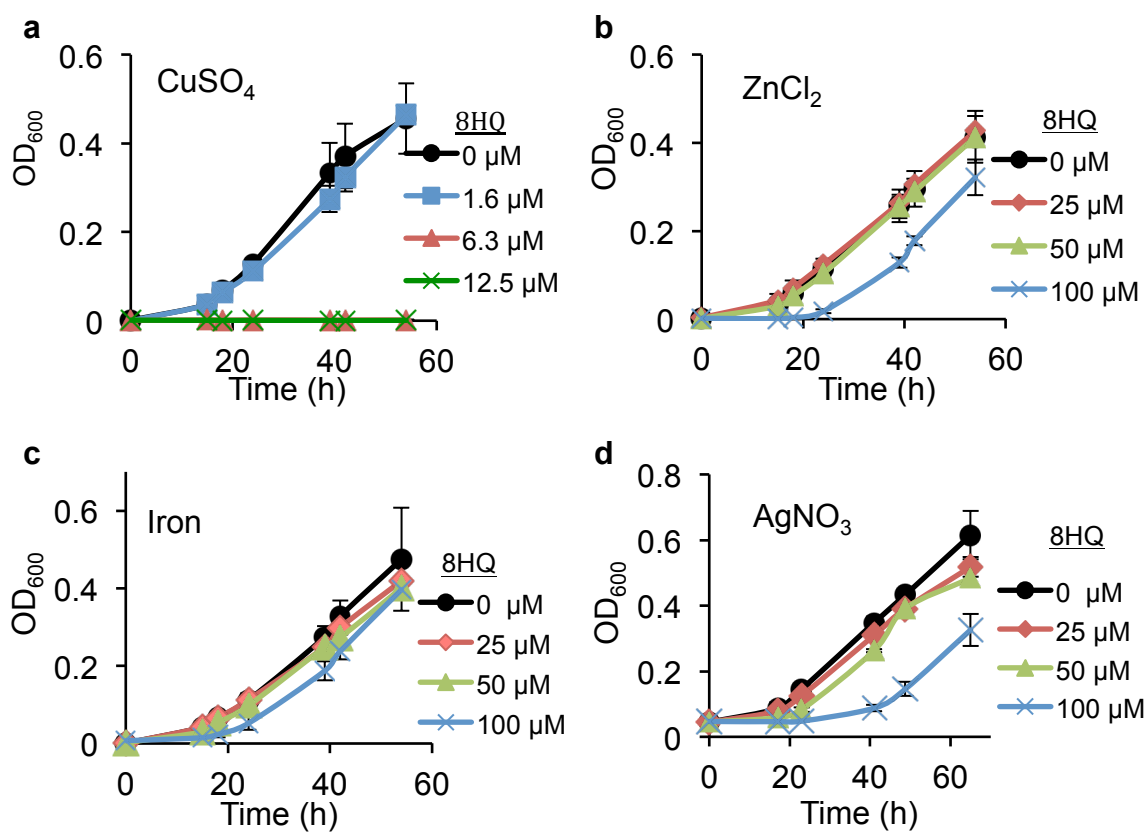 a
CuSO4
OD600
0.6
0.4
0.2
0
0 20 40 60
Time (h)
8HQ
0 µM
1.6 µM
6.3 µM
12.5 µM
b
ZnCl2
OD600
0.6
0.4
0.2
0
0 20 40 60
Time (h)
8HQ
0 µM
25 µM
50 µM
100 µM
c
Iron
OD600
0.6
0.4
0.2
0
0 20 40 60
Time (h)
8HQ
0 µM
25 µM
50 µM
100 µM
d
AgNO3
OD600
0.8
0.6
0.4
0.2
0
0 20 40 60
Time (h)
8HQ
0 µM
25 µM
50 µM
100 µM